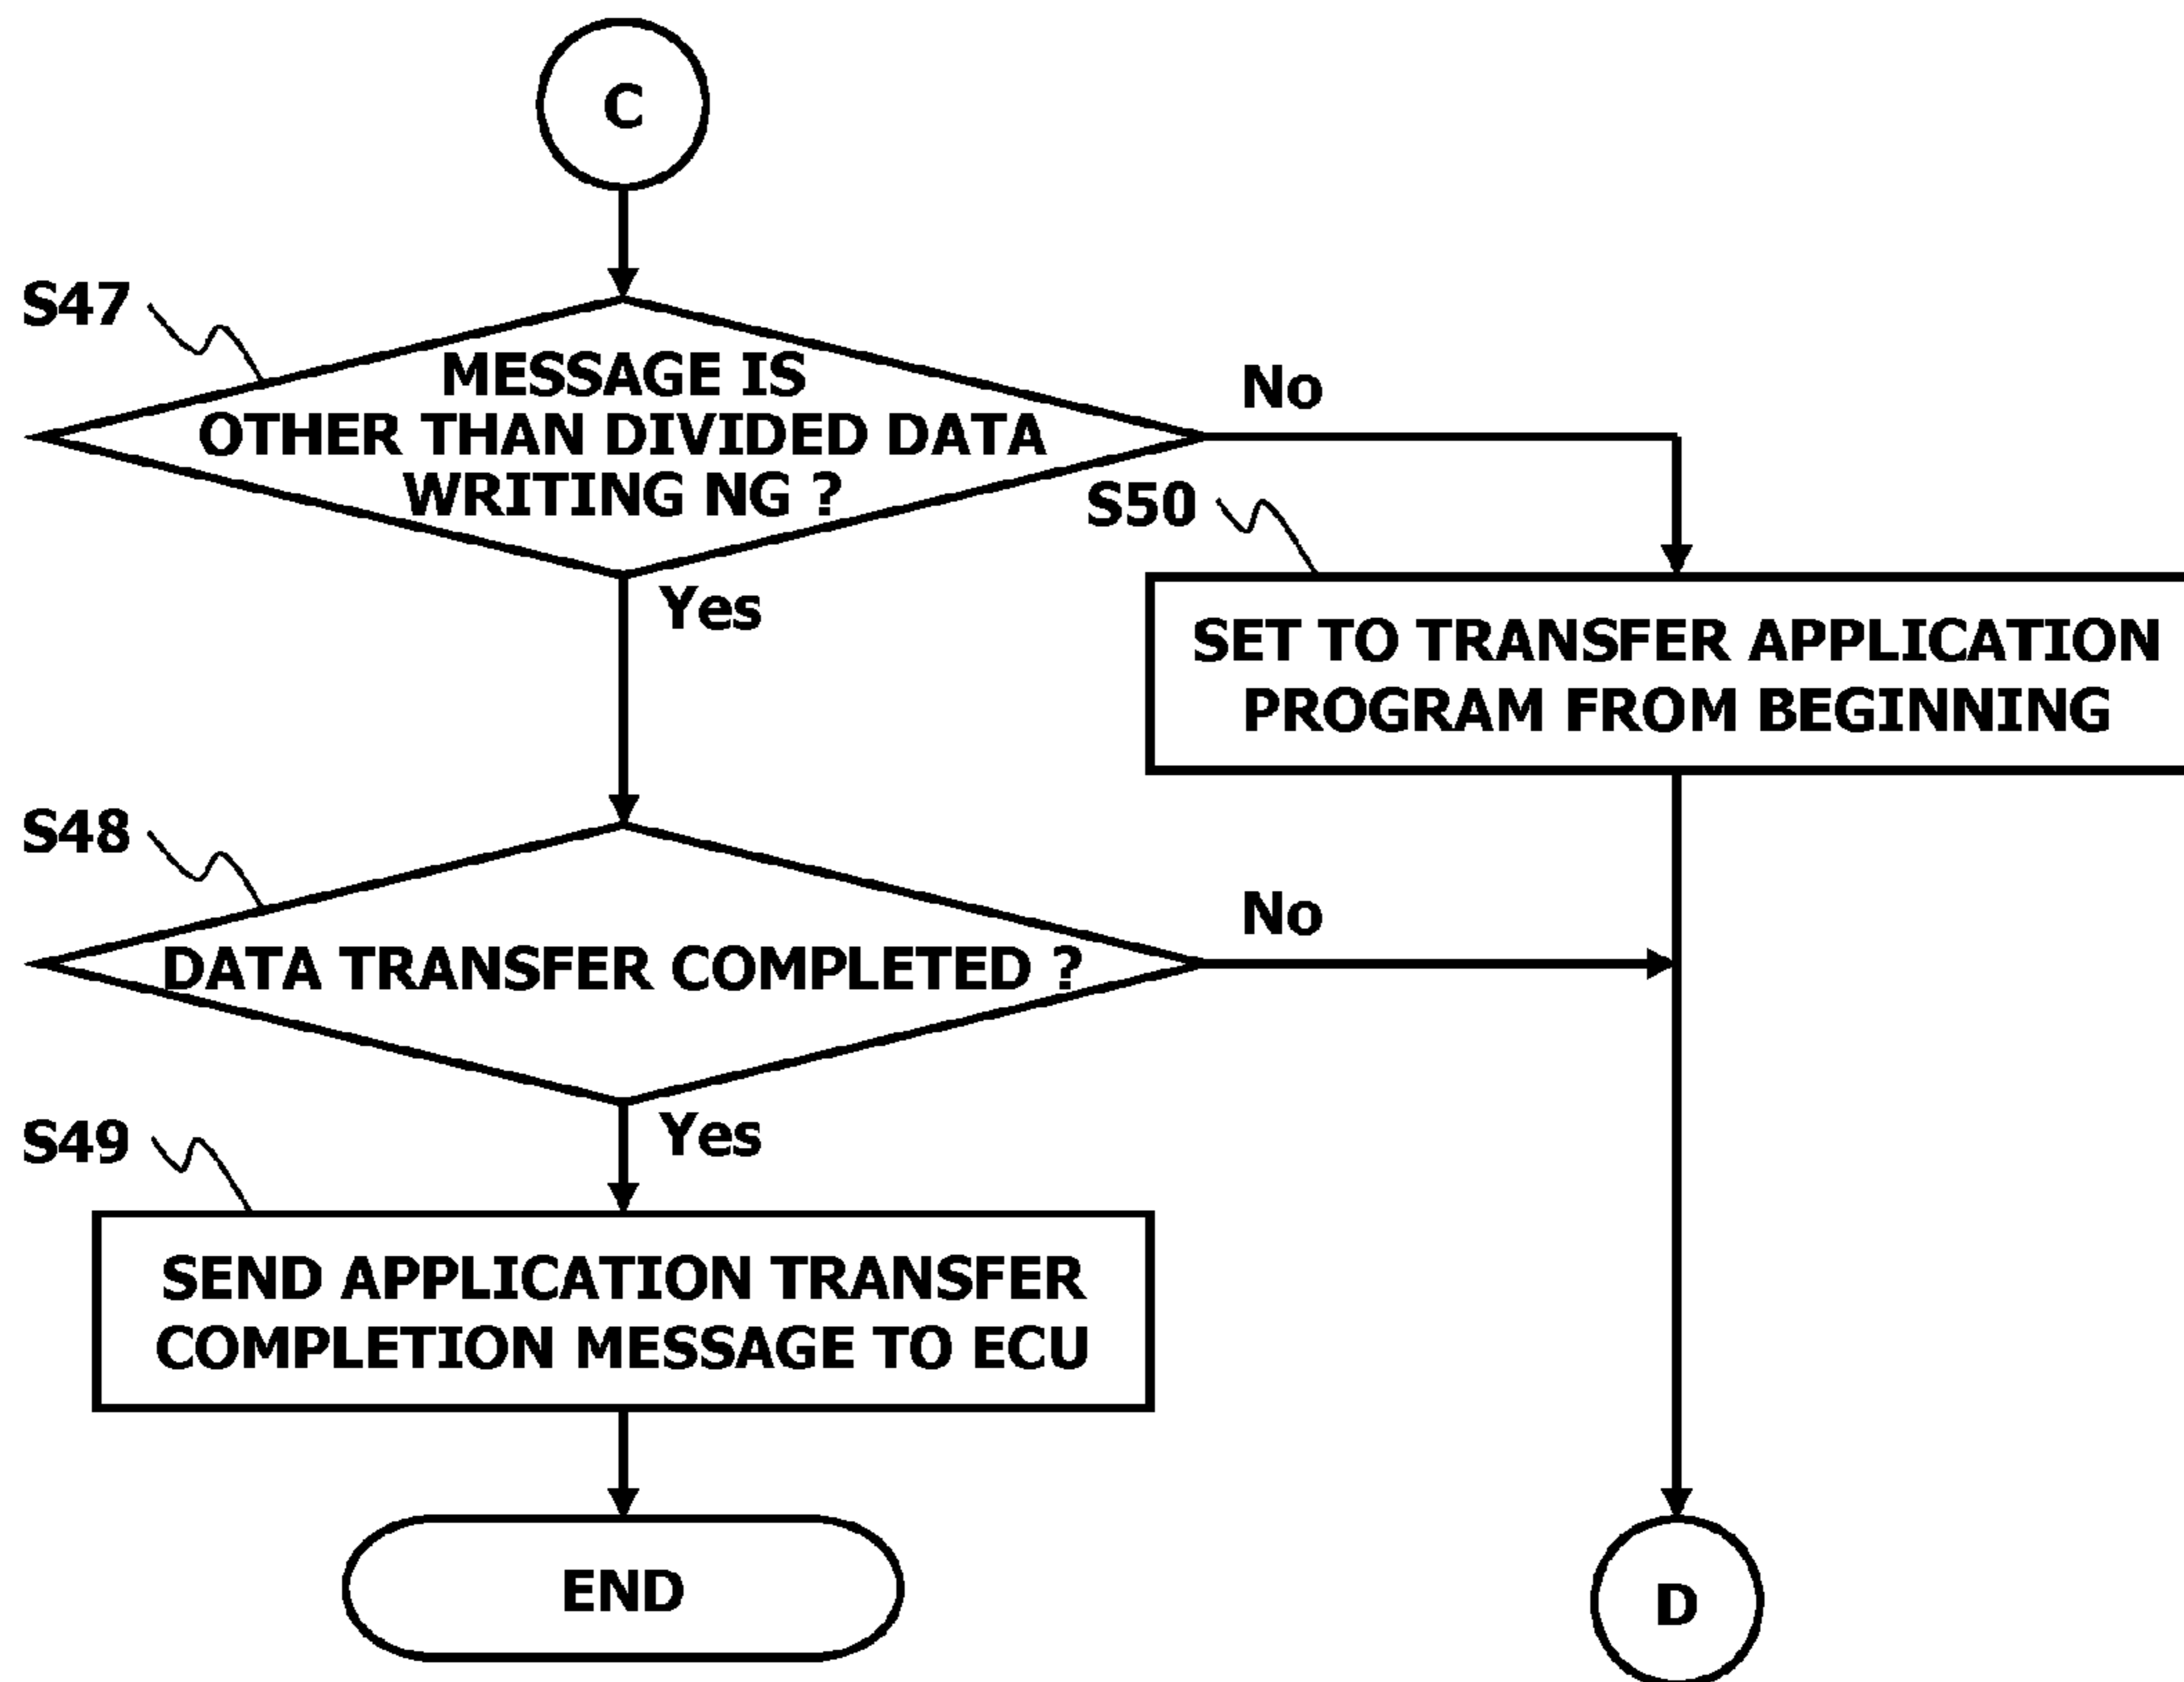 C
S47
MESSAGE IS
OTHER THAN DIVIDED DATA
WRITING NG ?
No
Yes
S50
SET TO TRANSFER APPLICATION
PROGRAM FROM BEGINNING
S48
DATA TRANSFER COMPLETED ?
No
Yes
S49
SEND APPLICATION TRANSFER
COMPLETION MESSAGE TO ECU
END
D